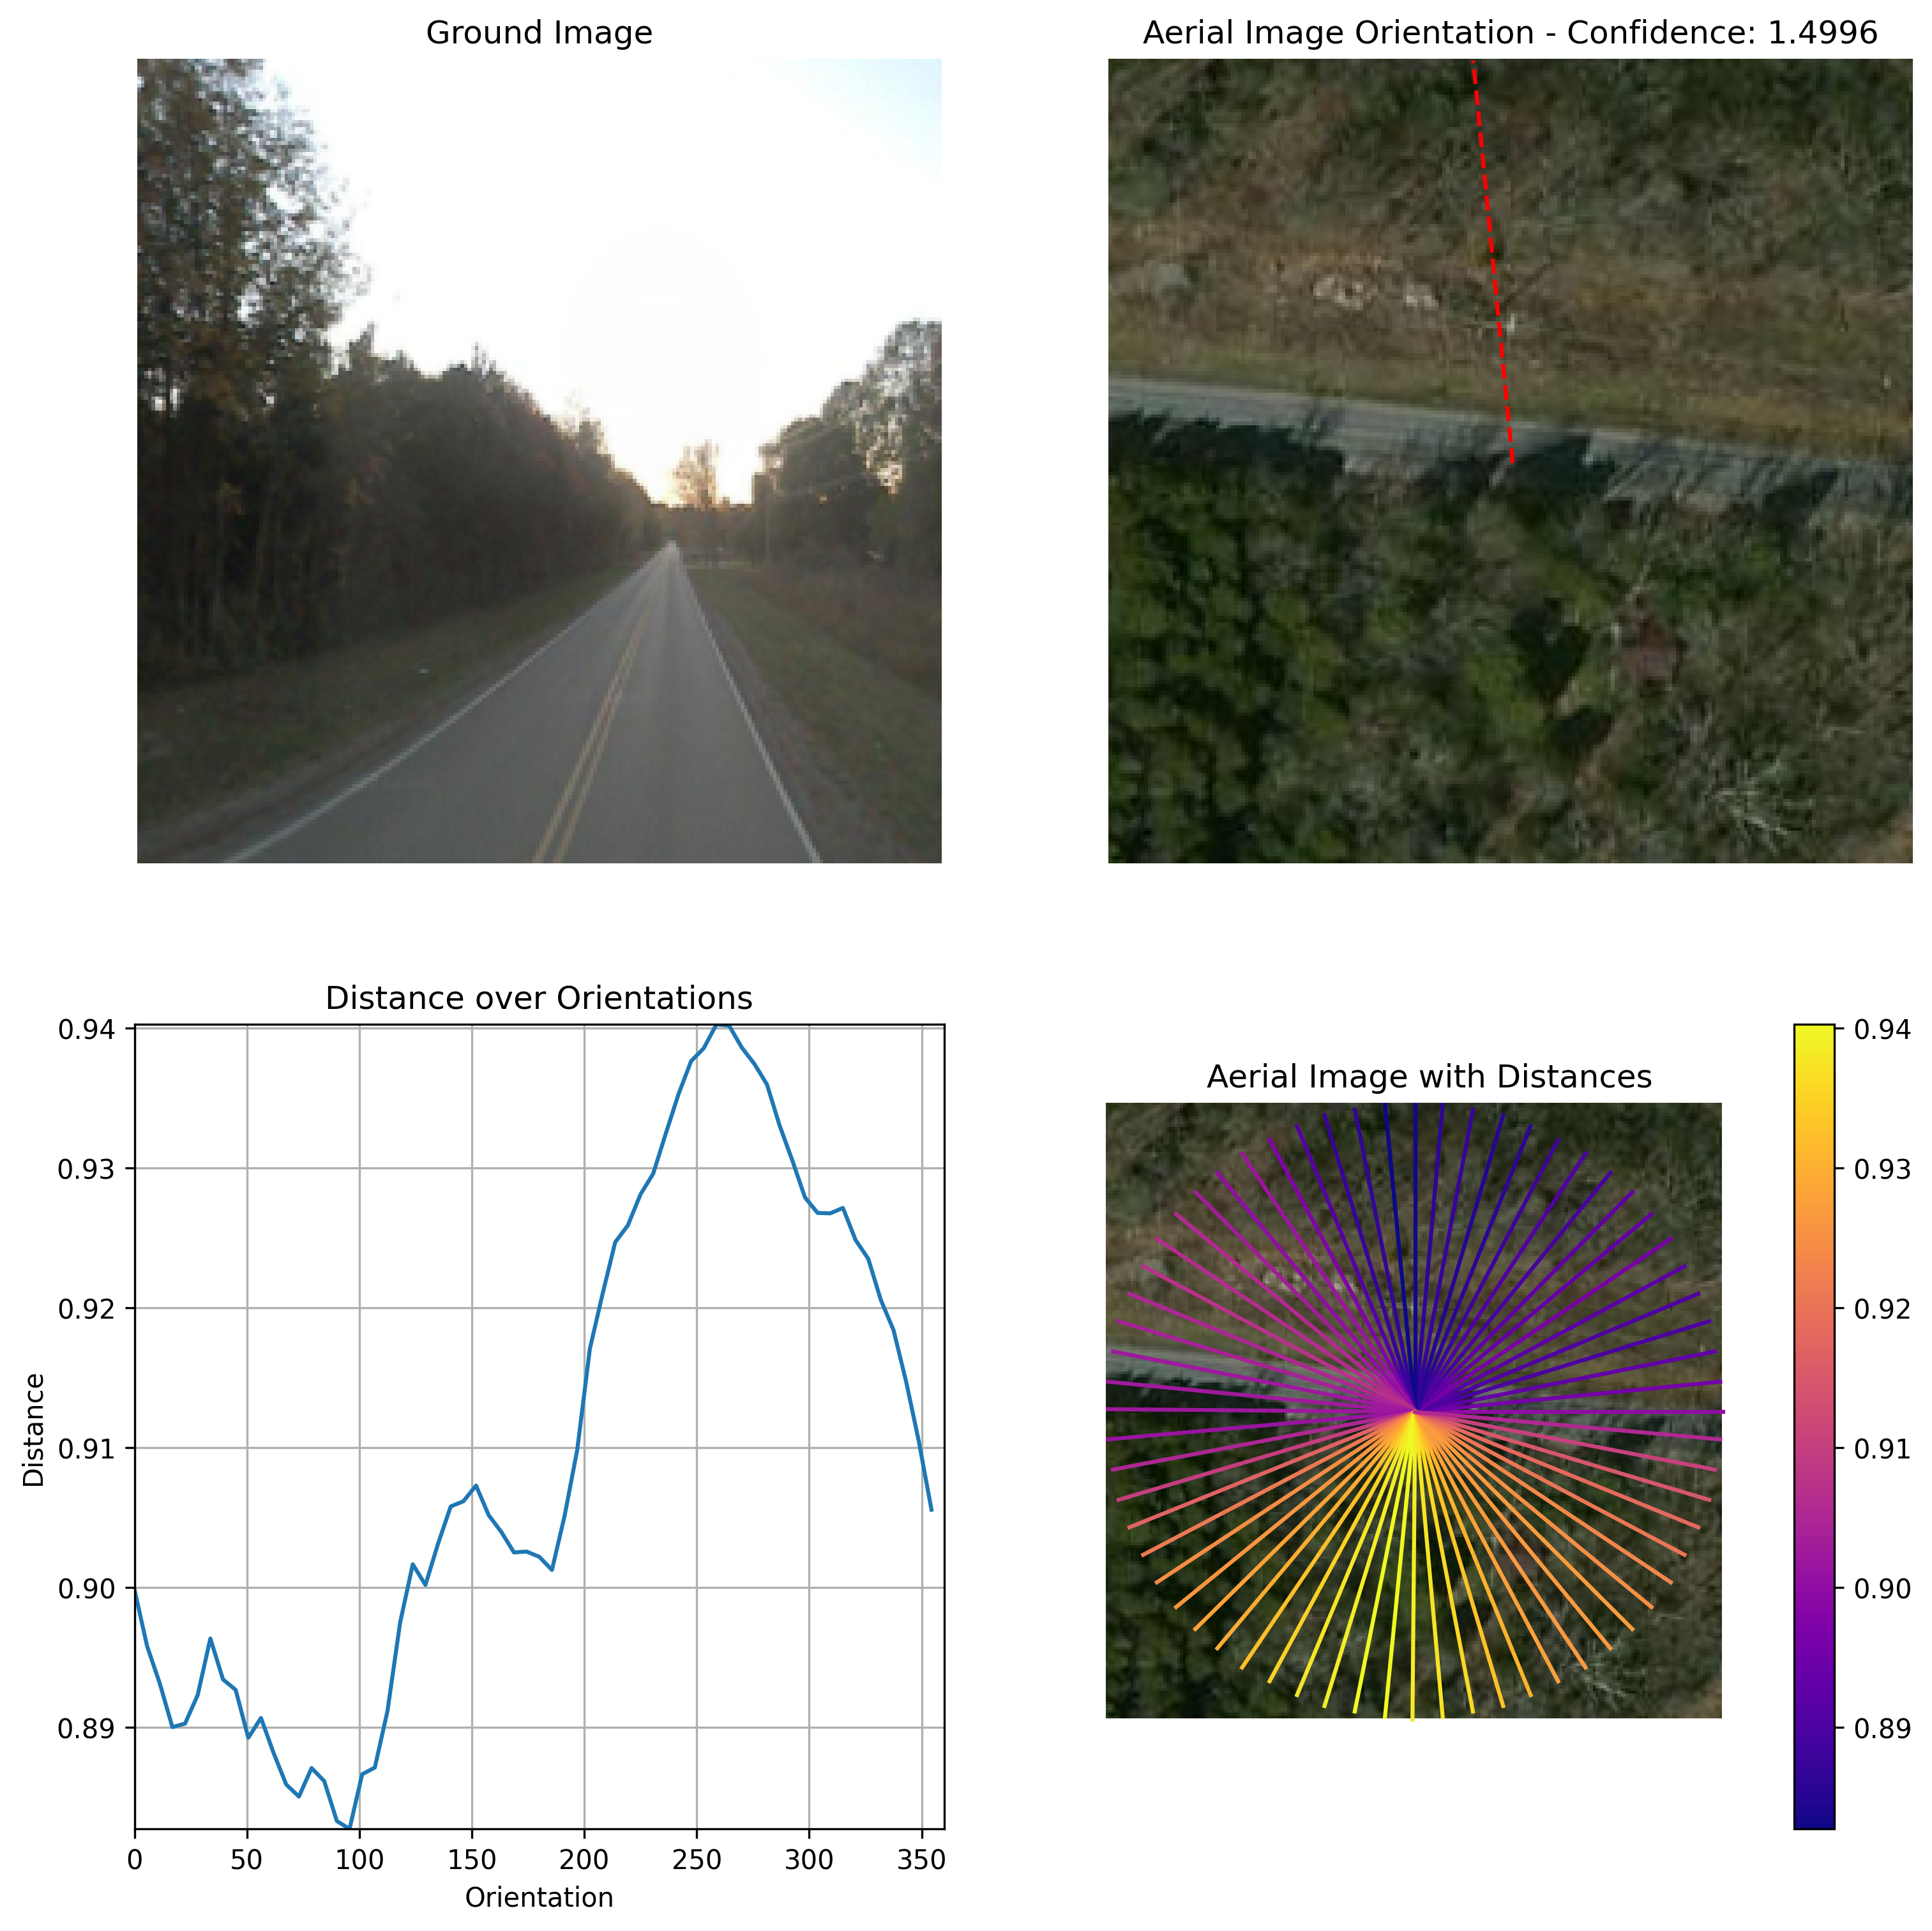 Ground Image
Aerial Image Orientation - Confidence: 1.4996
Distance over Orientations
0.94
0.93
0.92
0.91
0.90
0.89
Distance
0 50 100 150 200 250 300 350
Orientation
Aerial Image with Distances
0.94
0.93
0.92
0.91
0.90
0.89